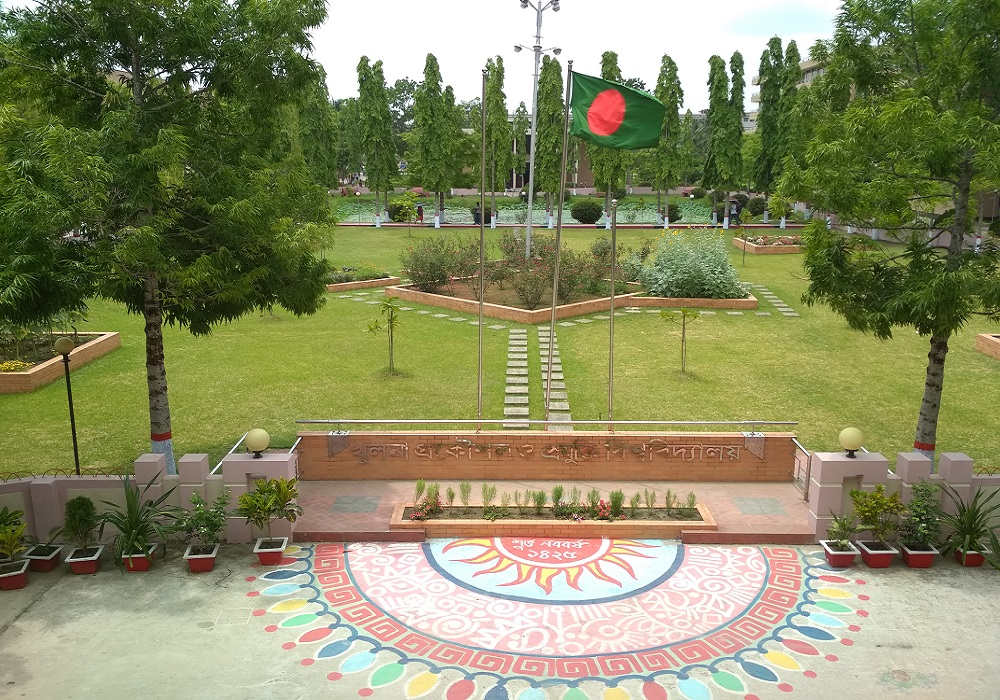 খুলনা প্রকৌশল ও প্রযুক্তি বিশ্ববিদ্যালয়
শুভ নববর্ষ
১৪২৫